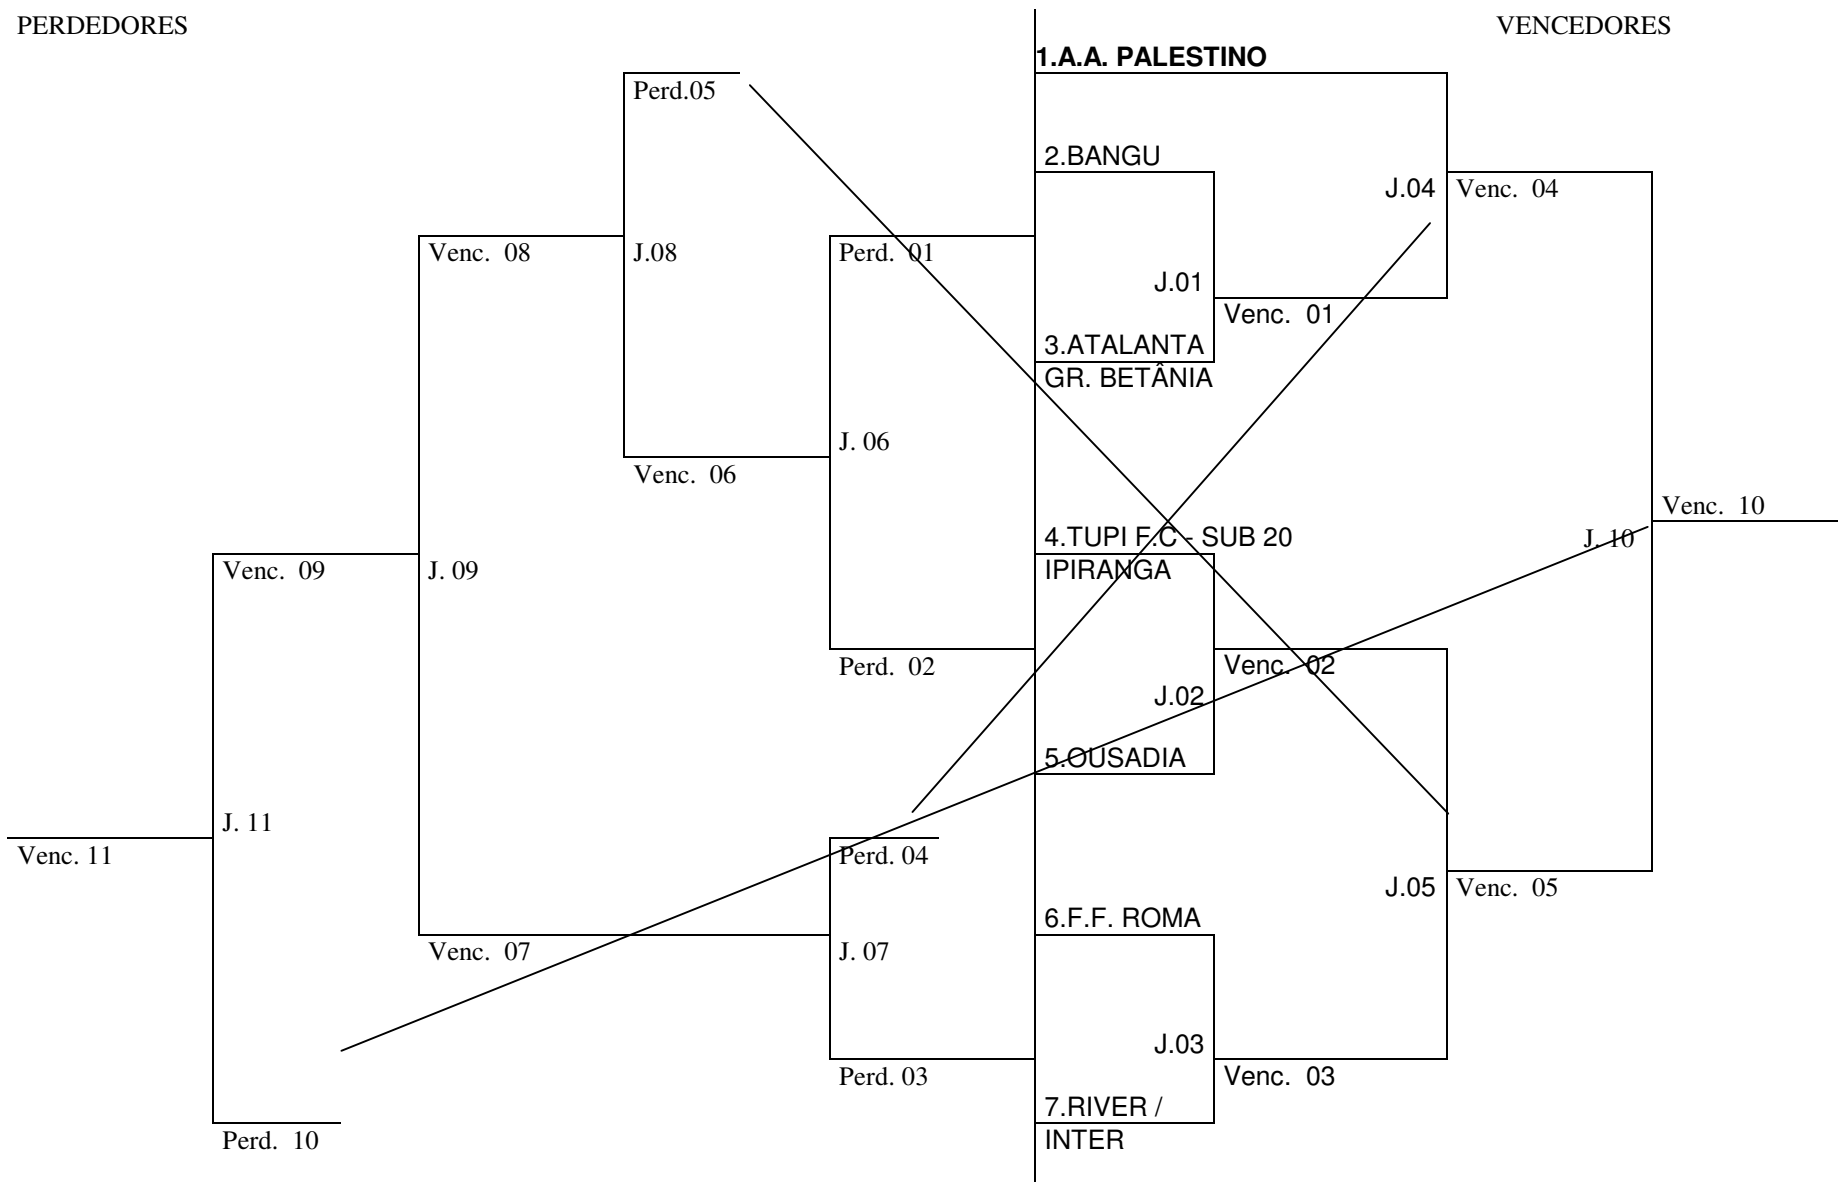 PERDEDORES
VENCEDORES
1.A.A. PALESTINO
Perd.05
2.BANGU
J.04
Venc. 04
Venc. 08
J.08
Perd. 01
J.01
Venc. 01
3.ATALANTA
GR. BETÂNIA
J. 06
Venc. 06
Venc. 10
4.TUPI F.C - SUB 20
J. 10
IPIRANGA
Venc. 09
J. 09
Perd. 02
Venc. 02
J.02
5.OUSADIA
J. 11
Venc. 11
Perd. 04
J.05
Venc. 05
6.F.F. ROMA
Venc. 07
J. 07
J.03
Perd. 03
Venc. 03
7.RIVER /
INTER
Perd. 10